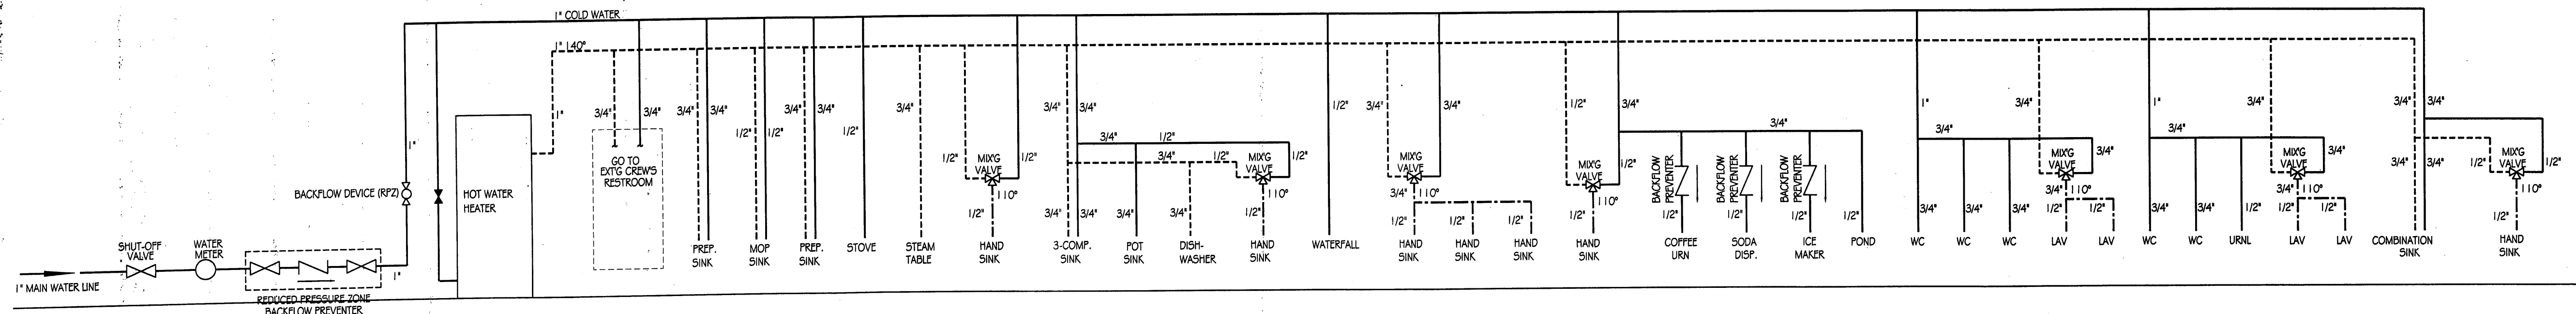 1" COLD WATER
1" 140°
1"
3/4"
3/4"
3/4"
3/4"
1/2"
1/2"
3/4"
3/4"
1/2"
3/4"
1/2"
1/2"
3/4"
3/4"
3/4"
1/2"
3/4"
1/2"
1/2"
1/2"
3/4"
3/4"
1/2"
3/4"
3/4"
1"
3/4"
3/4"
1"
3/4"
3/4"
3/4"
3/4"
1"
BACKFLOW DEVICE (RPZ)
HOT WATER
HEATER
GO TO
EXT'G CREW'S
RESTROOM
MIX'G
VALVE
110°
1/2"
3/4"
3/4"
3/4"
3/4"
MIX'G
VALVE
110°
1/2"
MIX'G
VALVE
3/4"
110°
1/2"
1/2"
1/2"
MIX'G
VALVE
1/2"
110°
1/2"
BACKFLOW
PREVENTER
1/2"
BACKFLOW
PREVENTER
1/2"
BACKFLOW
PREVENTER
1/2"
1/2"
3/4"
3/4"
3/4"
MIX'G
VALVE
3/4"
3/4"
110°
1/2"
1/2"
3/4"
3/4"
1/2"
MIX'G
VALVE
3/4"
3/4"
110°
1/2"
1/2"
3/4"
3/4"
1/2"
MIX'G
VALVE
1/2"
110°
1/2"
SHUT-OFF
VALVE
WATER
METER
1"
1" MAIN WATER LINE
REDUCED PRESSURE ZONE
BACKFLOW PREVENTER
PREP.
SINK
MOP
SINK
PREP.
SINK
STOVE
STEAM
TABLE
HAND
SINK
3-COMP.
SINK
POT
SINK
DISH-
WASHER
HAND
SINK
WATERFALL
HAND
SINK
HAND
SINK
HAND
SINK
HAND
SINK
COFFEE
URN
SODA
DISP.
ICE
MAKER
POND
WC
WC
WC
LAV
LAV
WC
WC
URNL
LAV
LAV
COMBINATION
SINK
HAND
SINK